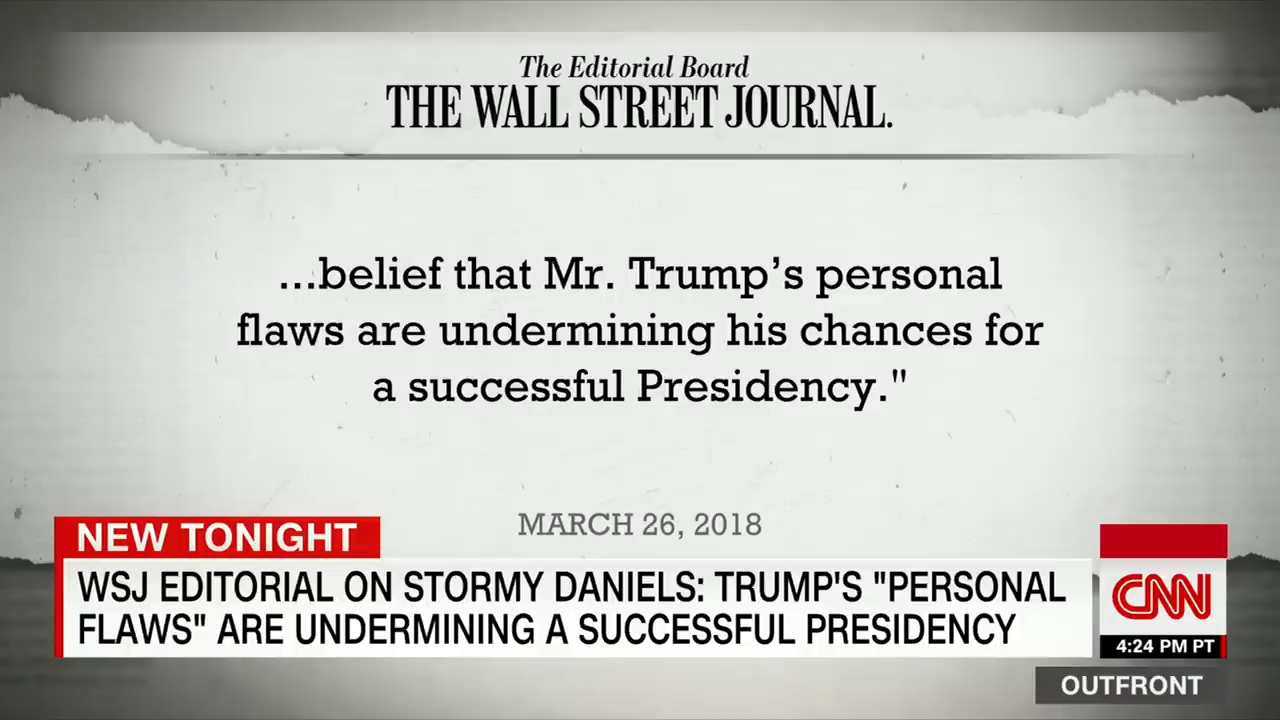 The Editorial Board
THE WALL STREET JOURNAL.
...belief that Mr. Trump’s personal
flaws are undermining his chances for
a successful Presidency."
MARCH 26, 2018
NEW TONIGHT
WSJ EDITORIAL ON STORMY DANIELS: TRUMP'S "PERSONAL
FLAWS" ARE UNDERMINING A SUCCESSFUL PRESIDENCY
CNN
4:24 PM PT
OUTFRONT